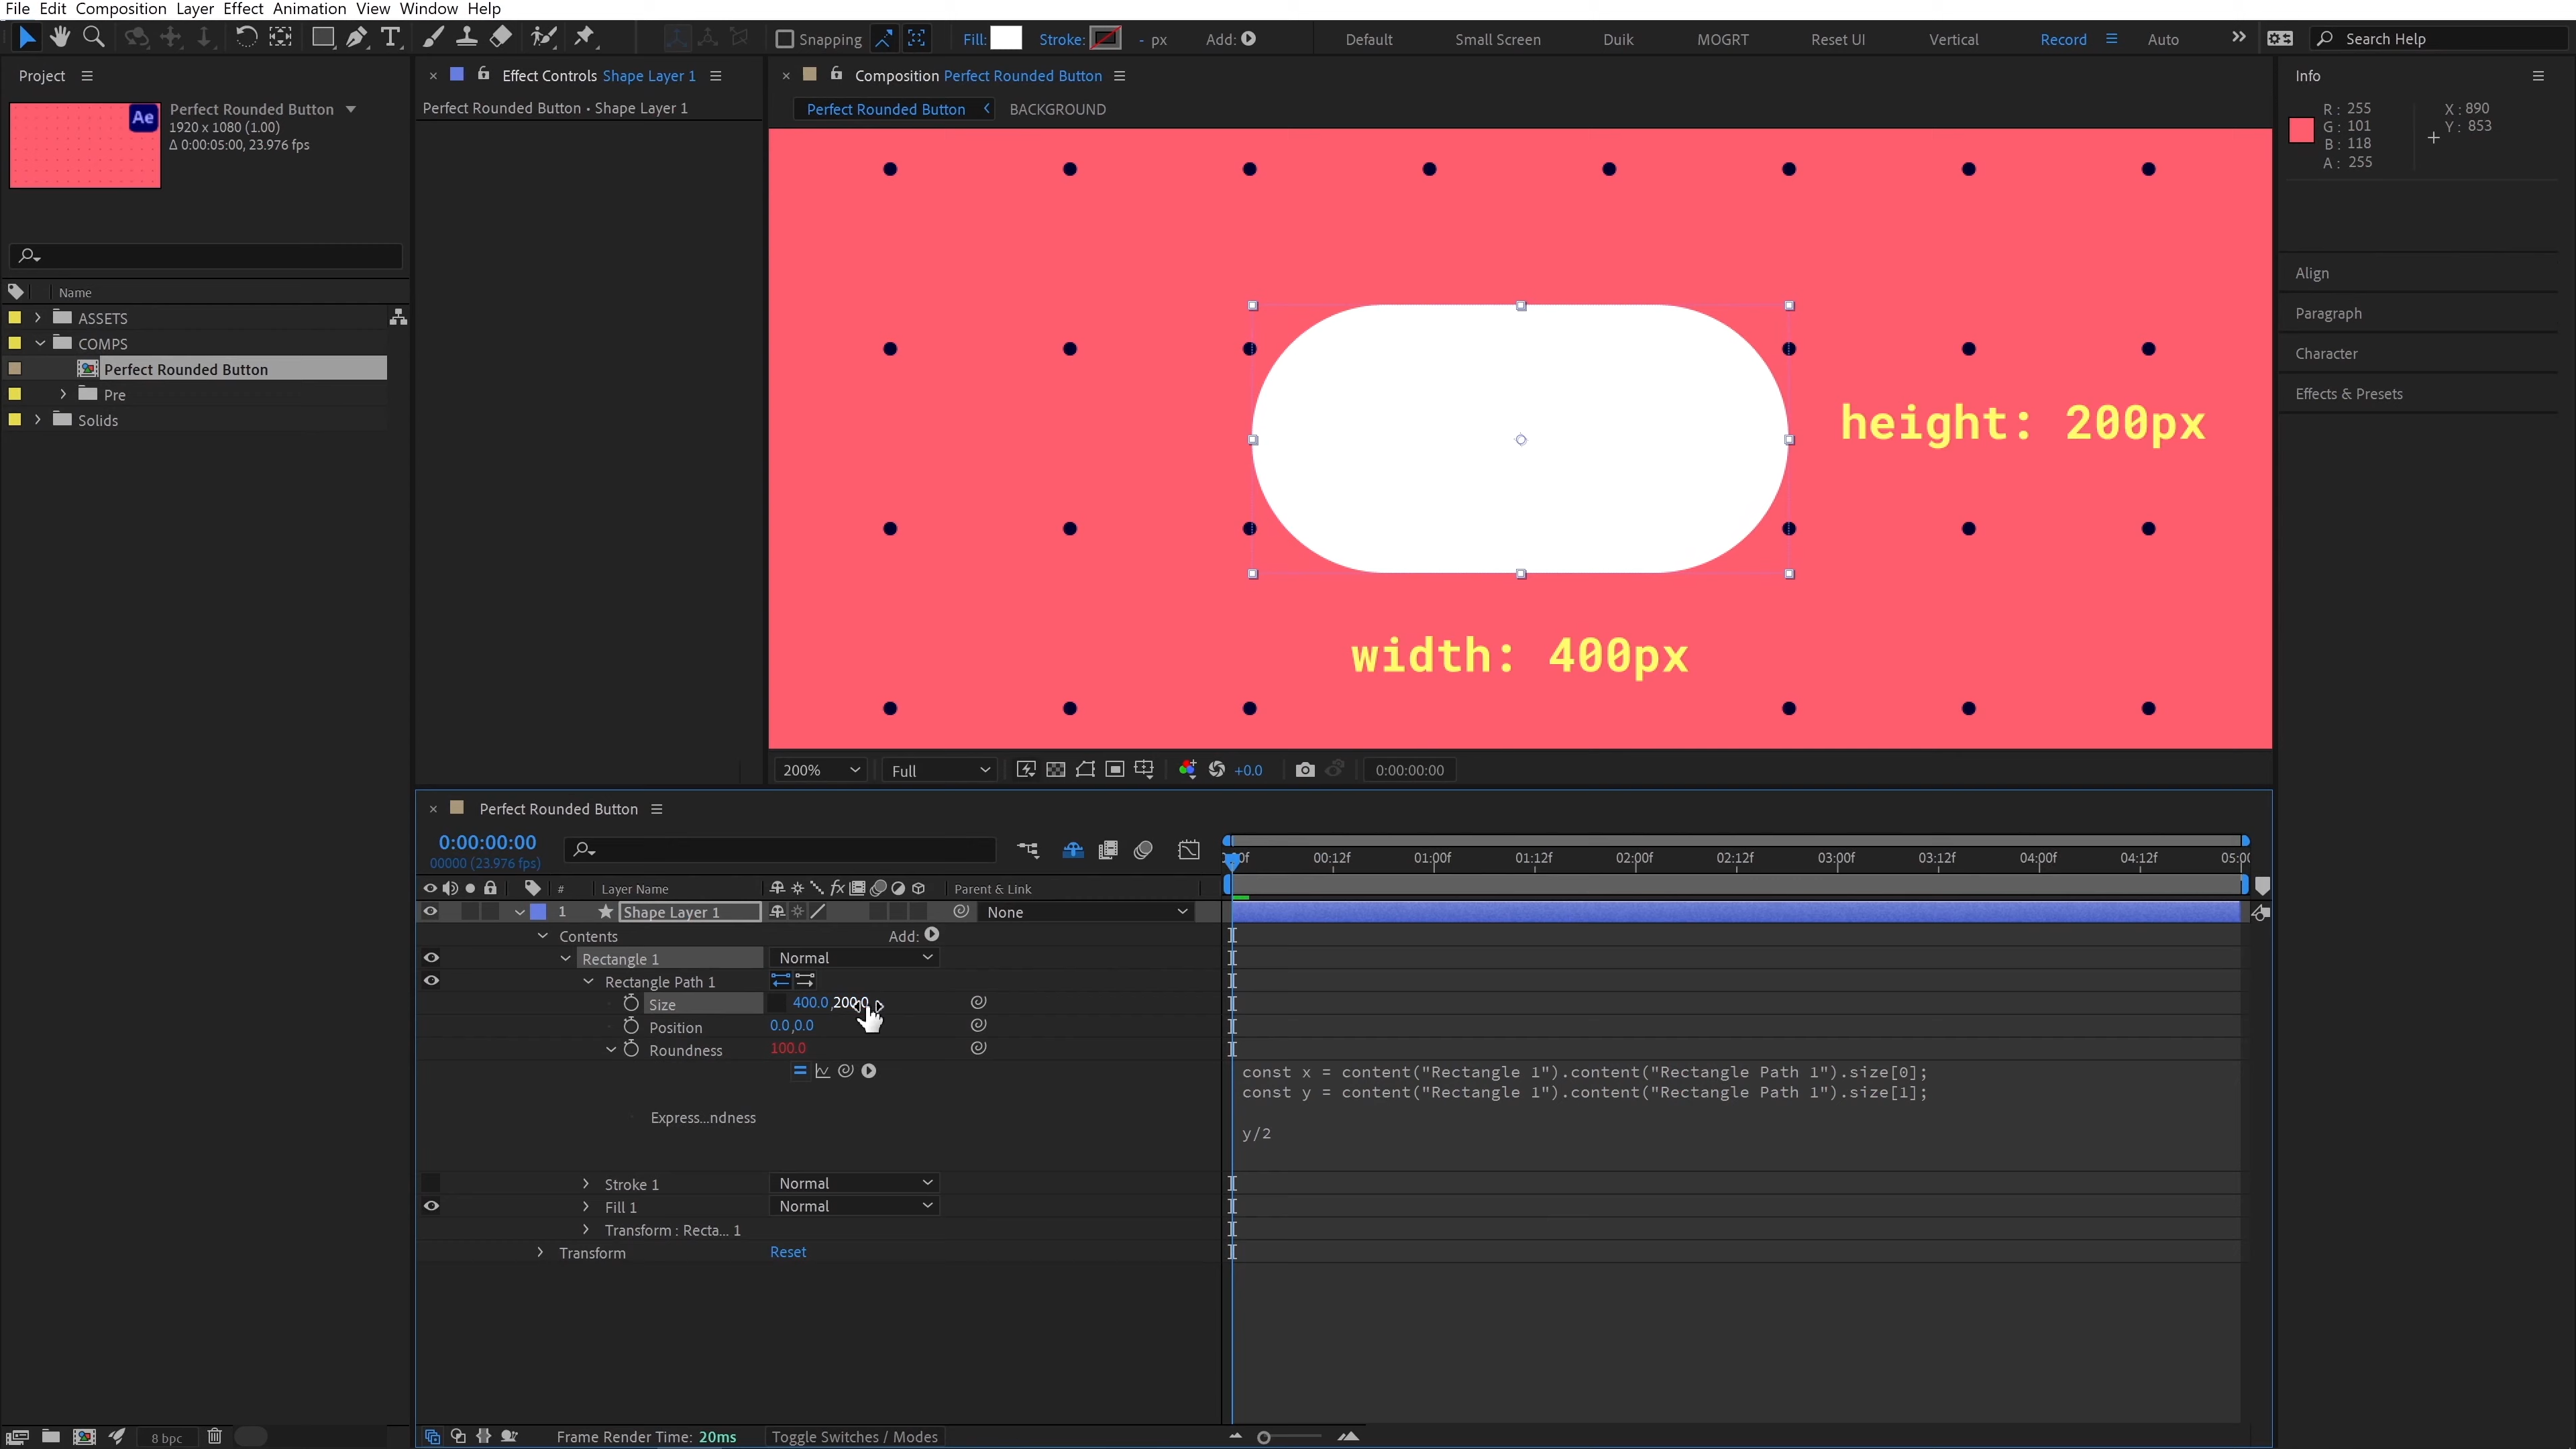 File Edit Composition Layer Effect Animation View Window Help
Snapping Fill: Stroke: - px Add: Default Small Screen Duik MOGRT Reset UI Vertical Record Auto Search Help
Project
Perfect Rounded Button
1920 x 1080 (1.00)
Δ 0:00:05:00, 23.976 fps)
Ae
Name
ASSETS
COMPS
Perfect Rounded Button
Pre
Solids
8 bpc
Effect Controls Shape Layer 1
Perfect Rounded Button • Shape Layer 1
Composition Perfect Rounded Button
Perfect Rounded Button BACKGROUND
height: 200px
width: 400px
200% Full +0.0 0:00:00:00
Info
R: 255
G: 101
B: 118
A: 255
X: 890
Y: 853
Align
Paragraph
Character
Effects & Presets
Perfect Rounded Button
0:00:00:00
00000 (23.976 fps)
00:12f 01:00f 01:12f 02:00f 02:12f 03:00f 03:12f 04:00f 04:12f
# Layer Name fx Parent & Link
1 Shape Layer 1 None
Contents Add:
Rectangle 1 Normal
Rectangle Path 1
Size 400.0,200.0
Position 0.0,0.0
Roundness 100.0
Express...ndness
const x = content("Rectangle 1").content("Rectangle Path 1").size[0];
const y = content("Rectangle 1").content("Rectangle Path 1").size[1];
y/2
Stroke 1 Normal
Fill 1 Normal
Transform : Recta... 1
Transform Reset
Frame Render Time: 20ms Toggle Switches / Modes